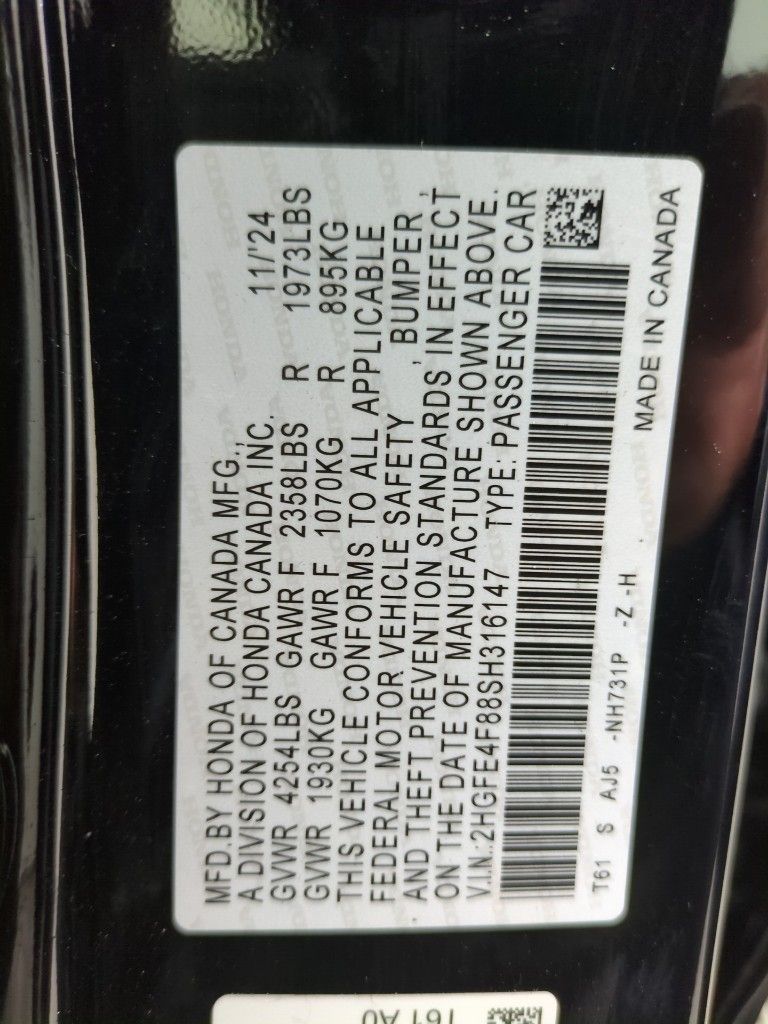 MFD.BY HONDA OF CANADA MFG.,
A DIVISION OF HONDA CANADA INC. 11/'24
GVWR 4254LBS GAWR F 2358LBS R 1973LBS
GVWR 1930KG GAWR F 1070KG R 895KG
THIS VEHICLE CONFORMS TO ALL APPLICABLE
FEDERAL MOTOR VEHICLE SAFETY , BUMPER ,
AND THEFT PREVENTION STANDARDS IN EFFECT
ON THE DATE OF MANUFACTURE SHOWN ABOVE.
V.I.N.:2HGFE4F88SH316147 TYPE: PASSENGER CAR
T61 S AJ5 -NH731P -Z -H MADE IN CANADA
T61 A0